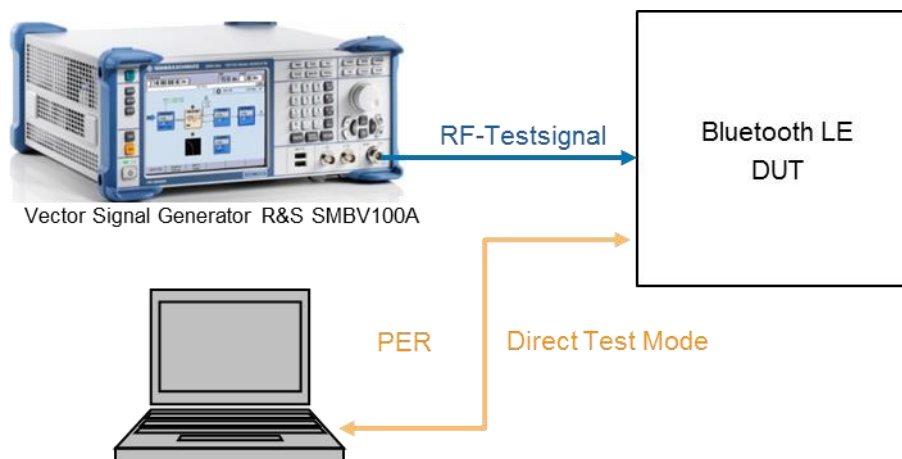 RF-Testsignal
Bluetooth LE
DUT
Vector Signal Generator R&S SMBV100A
PER
Direct Test Mode